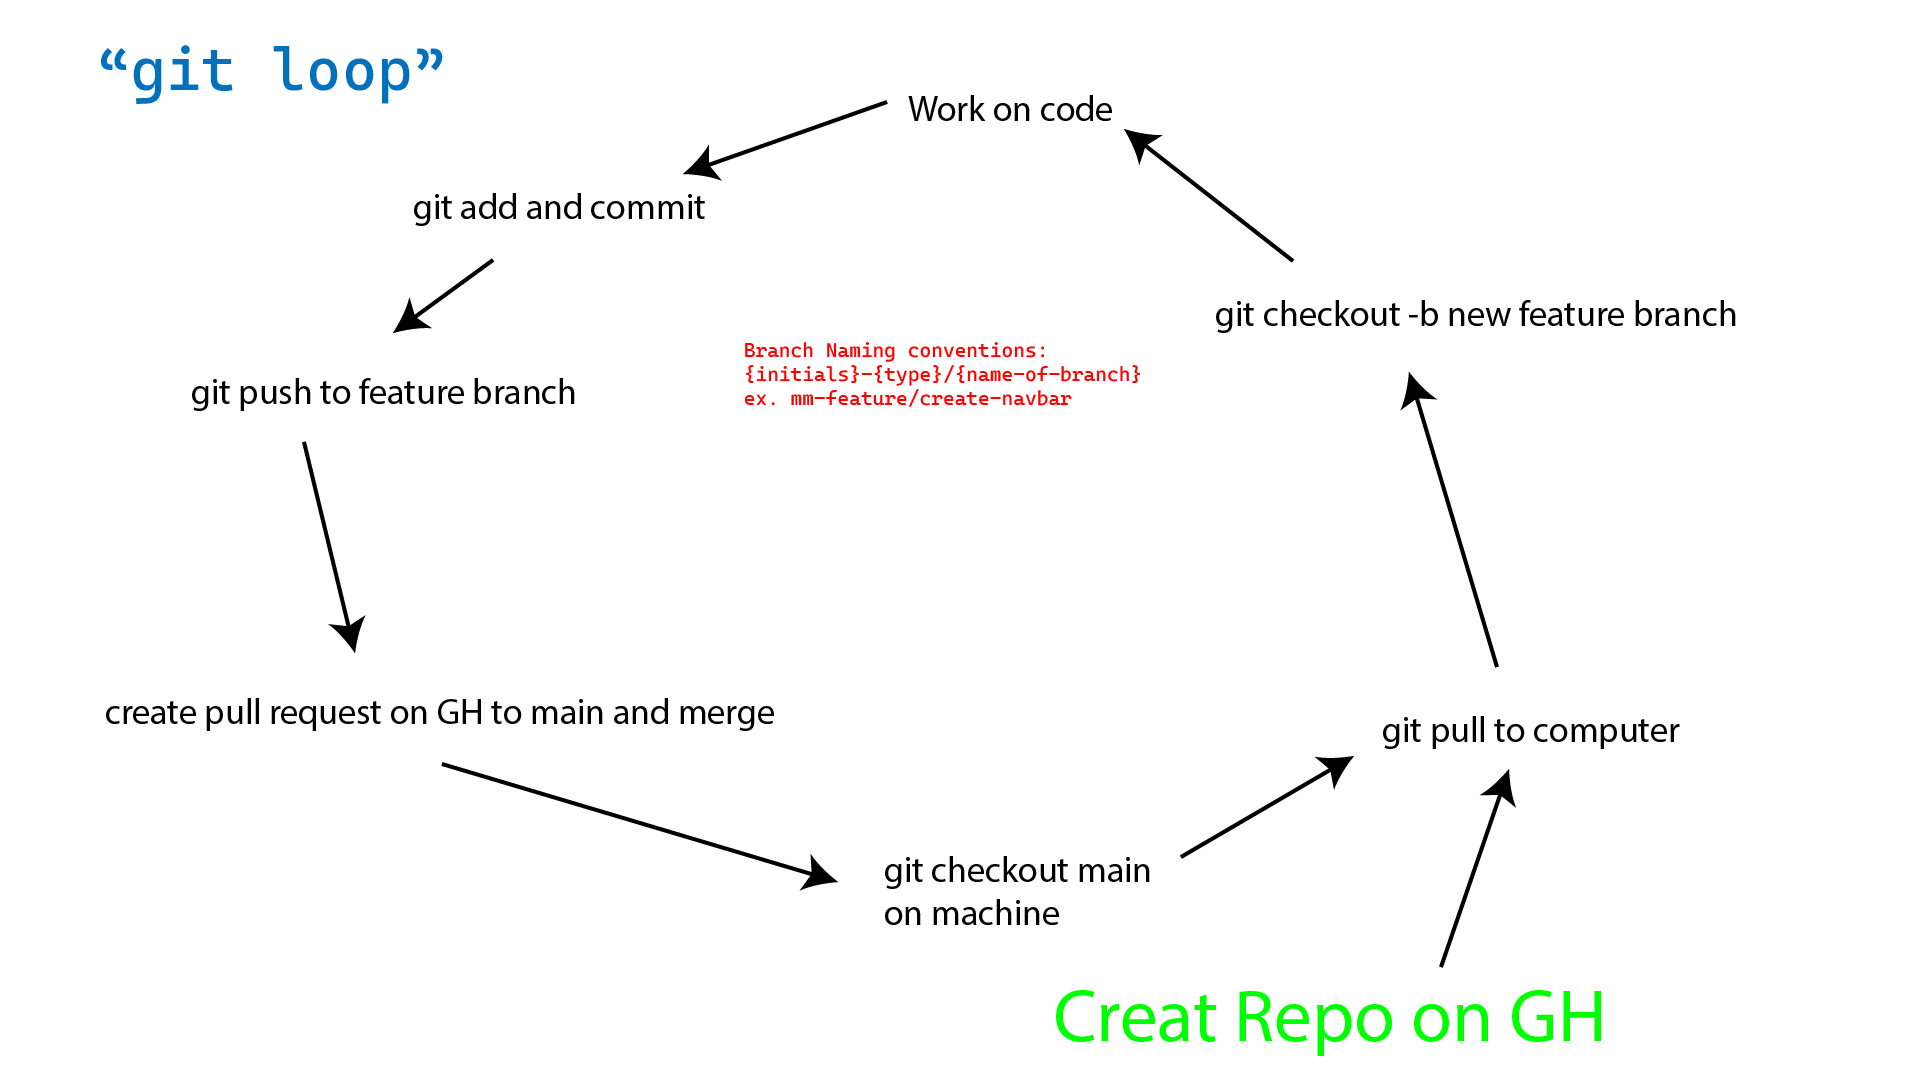 “git loop”
Work on code
git add and commit
git checkout -b new feature branch
Branch Naming conventions:
{initials}-{type}/{name-of-branch}
ex. mm-feature/create-navbar
git push to feature branch
create pull request on GH to main and merge
git pull to computer
git checkout main
on machine
Creat Repo on GH